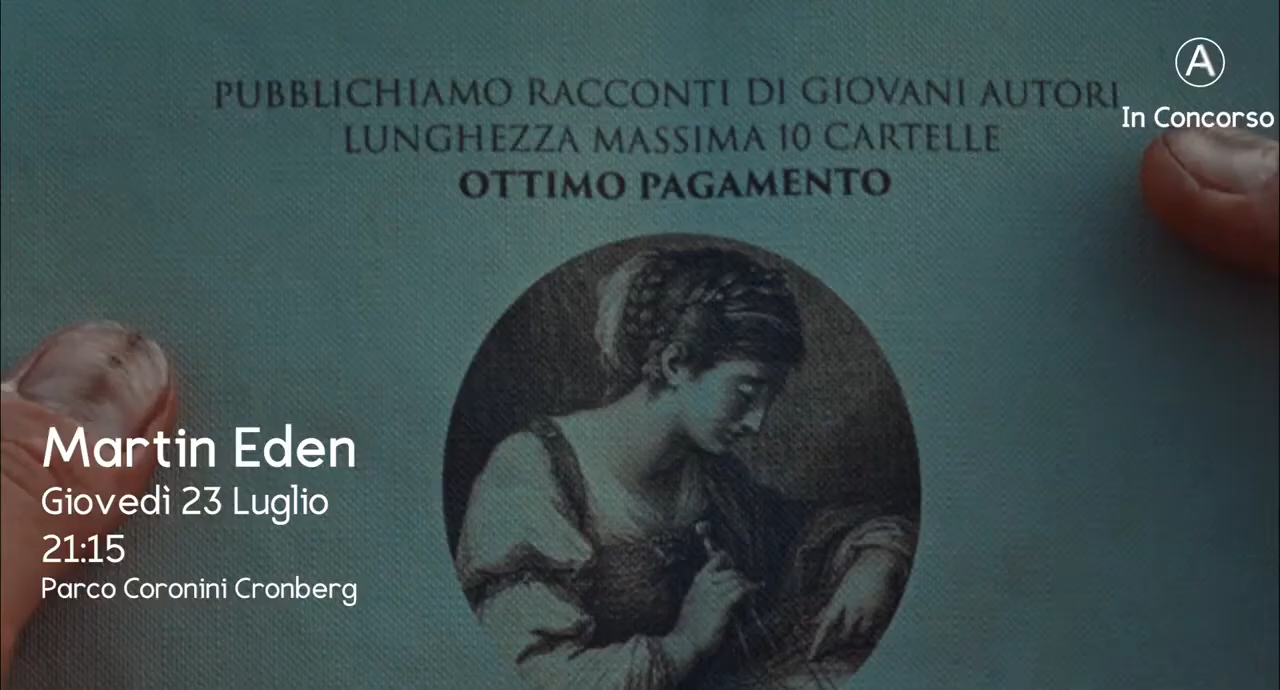 PUBBLICHIAMO RACCONTI DI GIOVANI AUTORI
LUNGHEZZA MASSIMA 10 CARTELLE
OTTIMO PAGAMENTO
A
In Concorso
Martin Eden
Giovedì 23 Luglio
21:15
Parco Coronini Cronberg